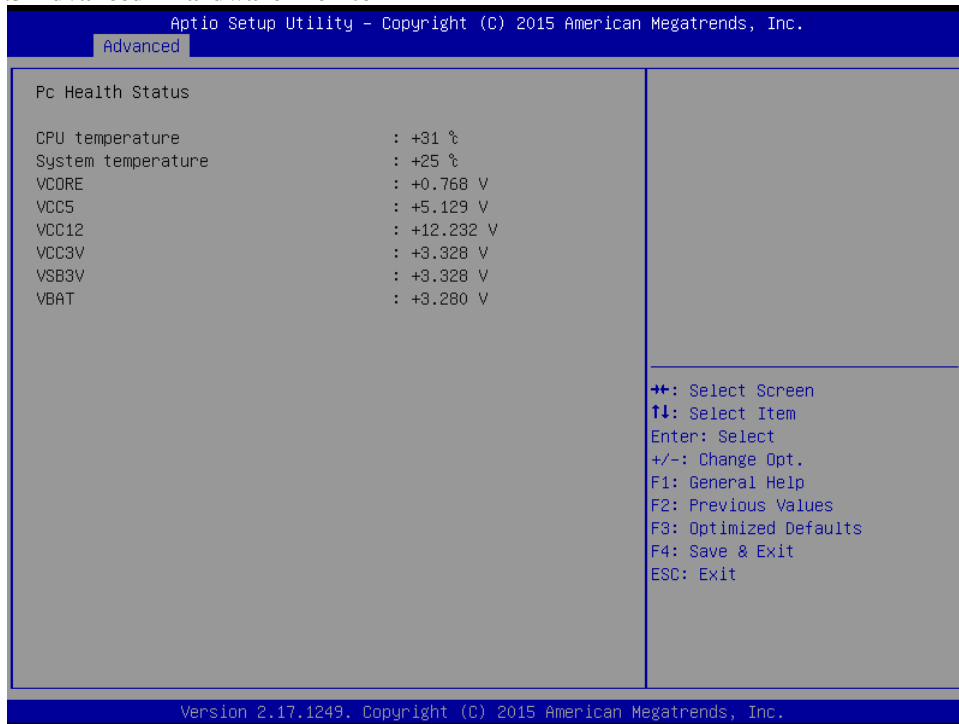 Aptio Setup Utility – Copyright (C) 2015 American Megatrends, Inc.
Advanced
Pc Health Status
CPU temperature : +31 ℃
System temperature : +25 ℃
VCORE : +0.768 V
VCC5 : +5.129 V
VCC12 : +12.232 V
VCC3V : +3.328 V
VSB3V : +3.328 V
VBAT : +3.280 V
→←: Select Screen
↑↓: Select Item
Enter: Select
+/-: Change Opt.
F1: General Help
F2: Previous Values
F3: Optimized Defaults
F4: Save & Exit
ESC: Exit
Version 2.17.1249. Copyright (C) 2015 American Megatrends, Inc.